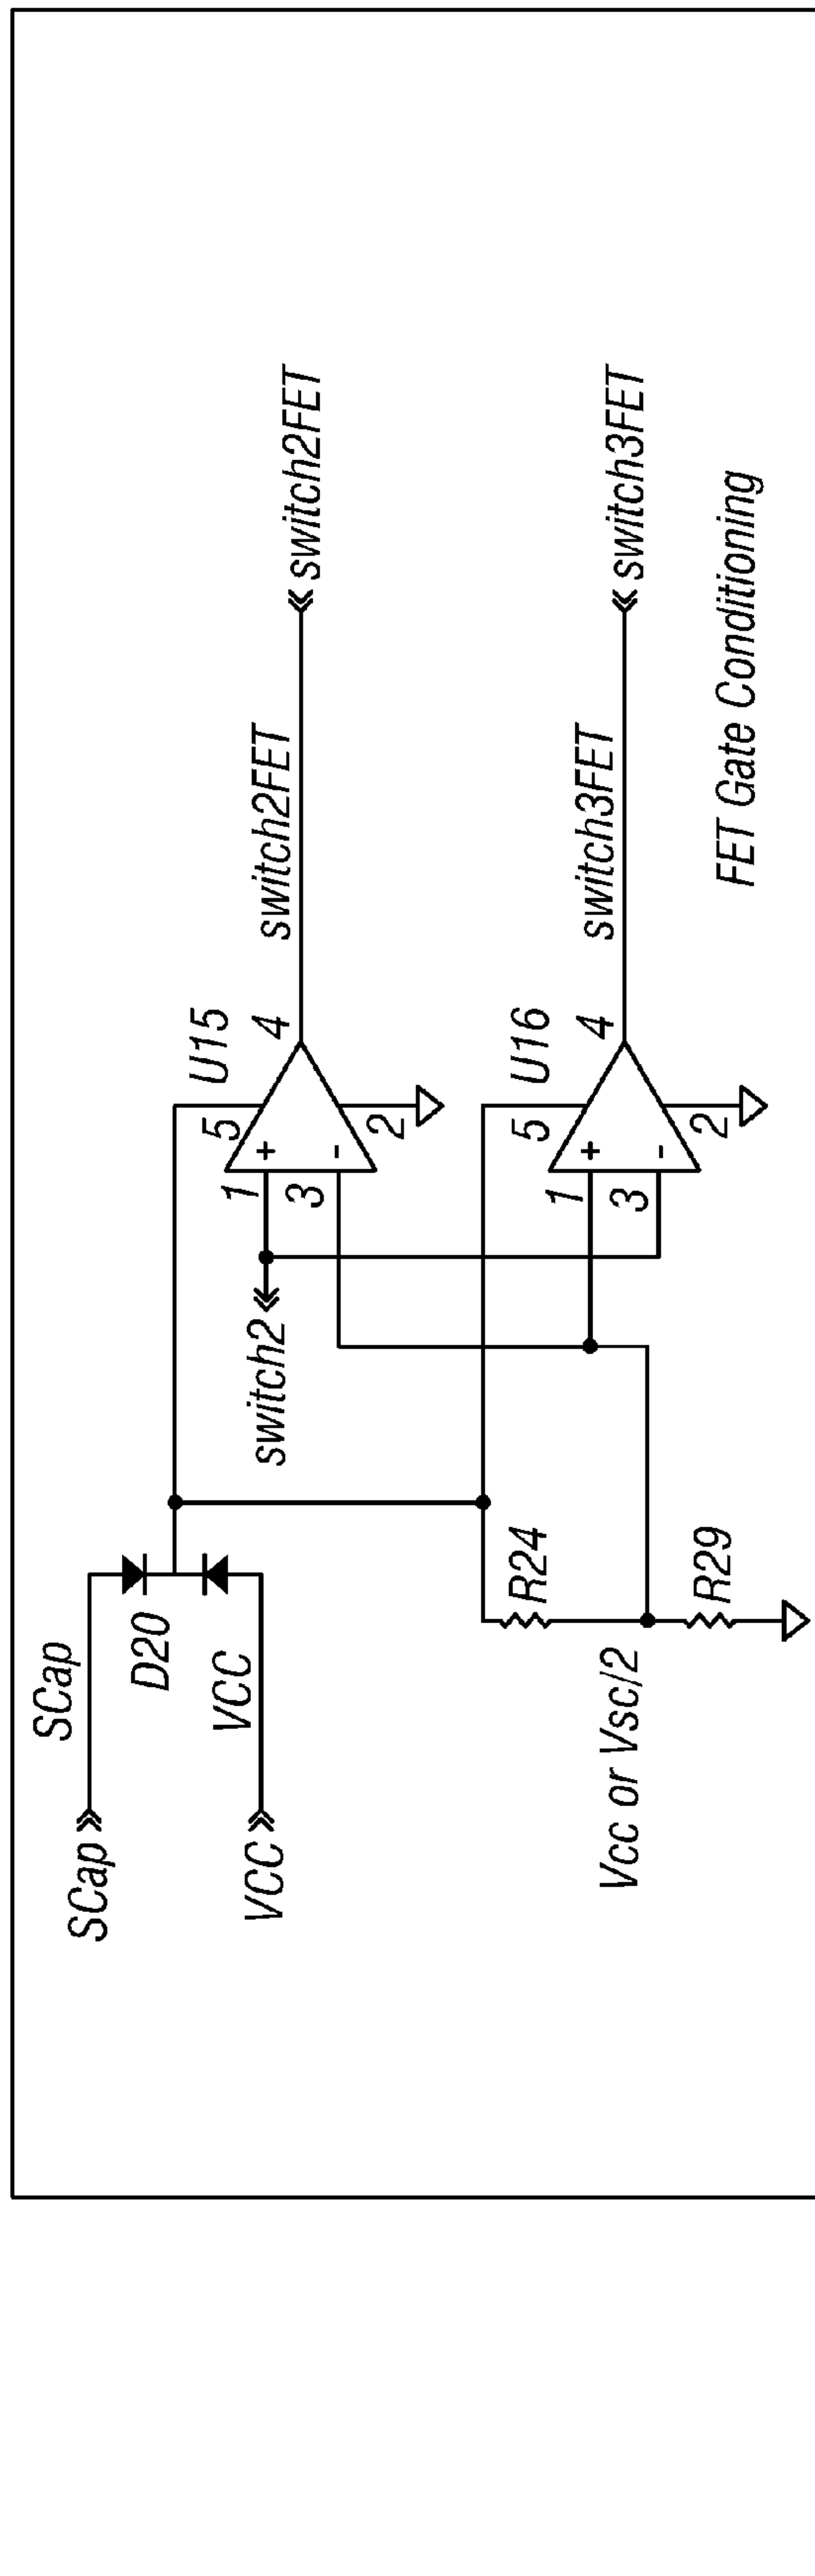 SCap
SCap
D20
VCC
VCC
switch2
U15
5
1
+
3
-
4
2
switch2FET
switch2FET
U16
5
1
+
3
-
4
2
switch3FET
switch3FET
R24
Vcc or Vsc/2
R29
FET Gate Conditioning